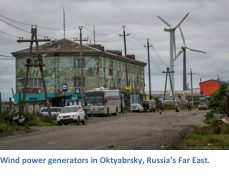 Wind power generators in Oktyabrsky, Russia's Far East.